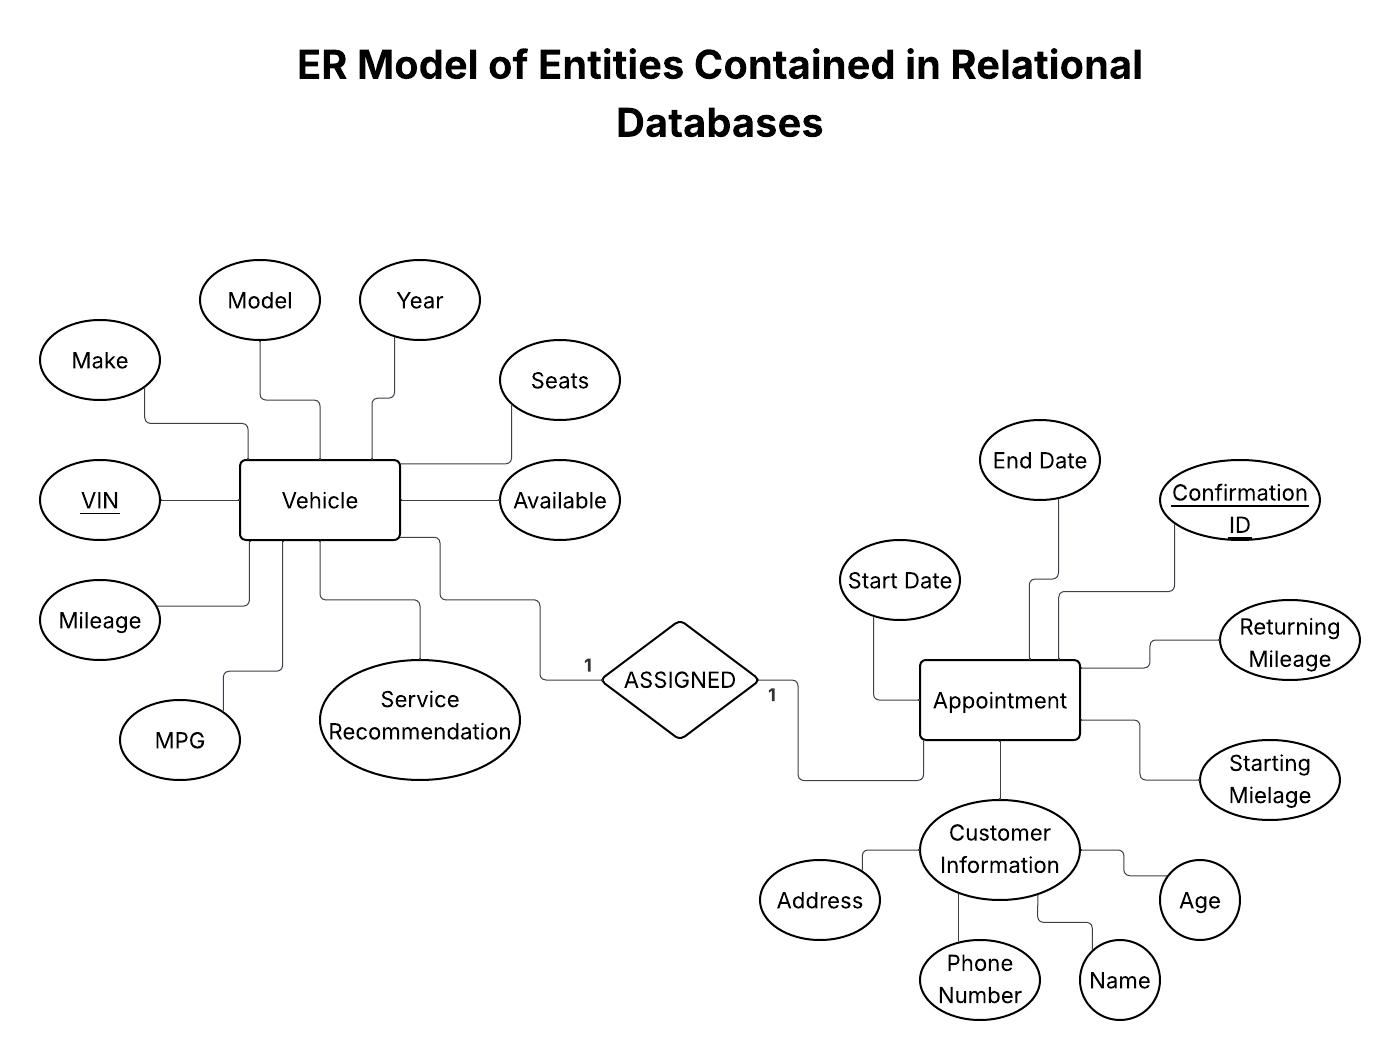 ER Model of Entities Contained in Relational
Databases
Model
Year
Make
Seats
VIN
Vehicle
Available
Mileage
MPG
Service
Recommendation
1
ASSIGNED
1
End Date
Confirmation
ID
Start Date
Returning
Mileage
Appointment
Starting
Mielage
Customer
Information
Address
Age
Phone
Number
Name